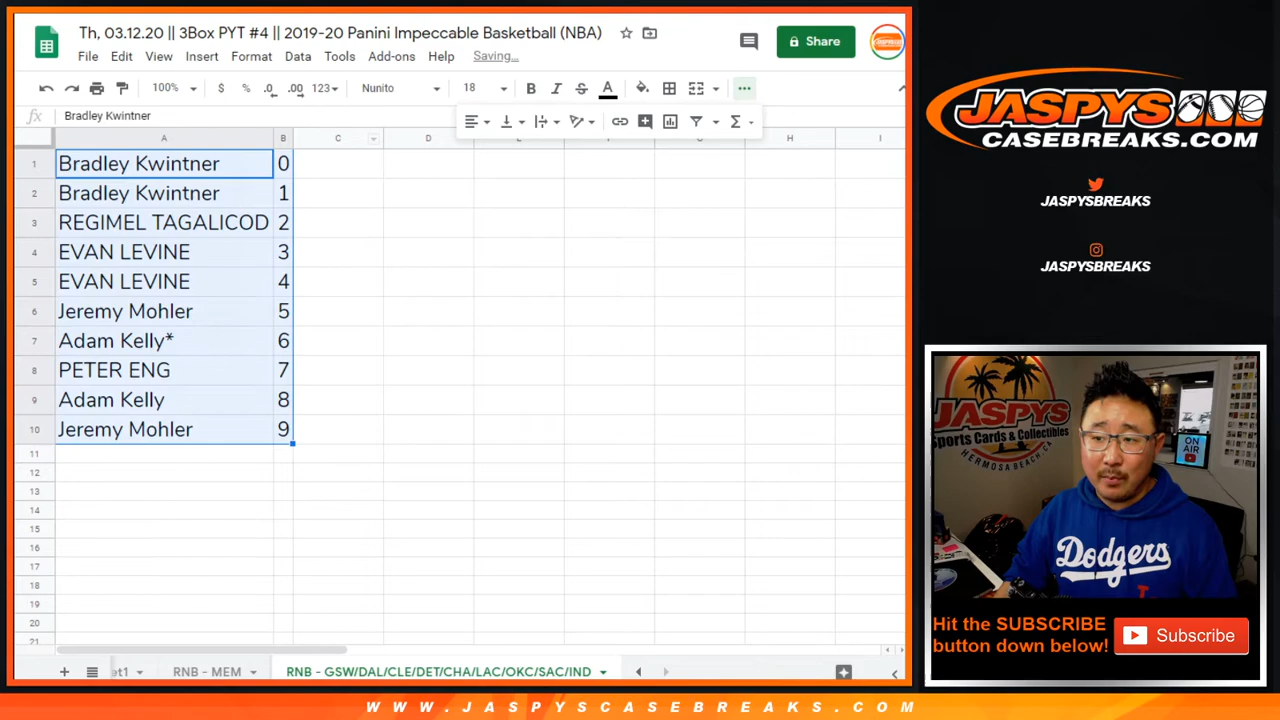 Th, 03.12.20 || 3Box PYT #4 || 2019-20 Panini Impeccable Basketball (NBA)
File Edit View Insert Format Data Tools Add-ons Help Saving...
Share
100% $ % .0 .00 123 Nunito 18 B I S A
fx Bradley Kwintner
A B C D H I
1 Bradley Kwintner 0
2 Bradley Kwintner 1
3 REGIMEL TAGALICOD 2
4 EVAN LEVINE 3
5 EVAN LEVINE 4
6 Jeremy Mohler 5
7 Adam Kelly* 6
8 PETER ENG 7
9 Adam Kelly 8
10 Jeremy Mohler 9
11
12
13
14
15
16
17
18
19
20
21
et1 RNB - MEM RNB - GSW/DAL/CLE/DET/CHA/LAC/OKC/SAC/IND
JASPYS
CASEBREAKS.COM
JASPYSBREAKS
JASPYSBREAKS
JASPYS
Sports Cards & Collectibles
HERMOSA BEACH, CA
ON AIR
Dodgers
Hit the SUBSCRIBE
button down below!
Subscribe
WWW.JASPYSCASEBREAKS.COM